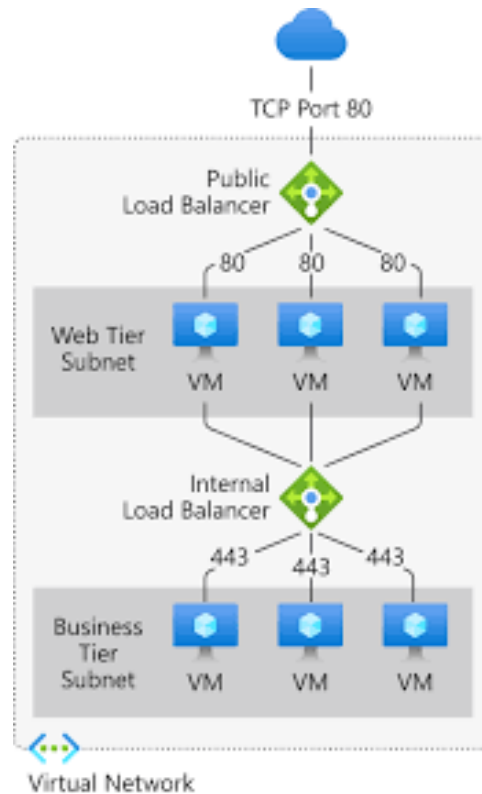 TCP Port 80
Public
Load Balancer
80 80 80
Web Tier
Subnet
VM VM VM
Internal
Load Balancer
443 443 443
Business
Tier
Subnet
VM VM VM
Virtual Network